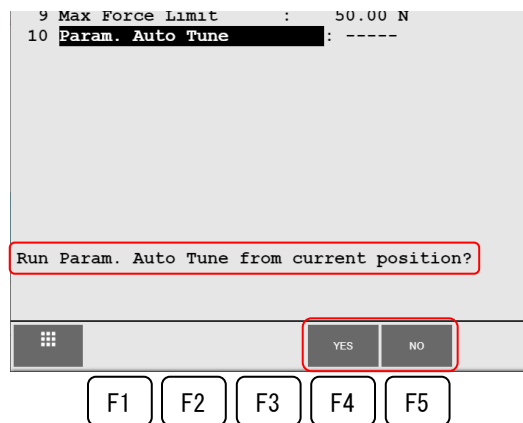 9 Max Force Limit : 50.00 N
10 Param. Auto Tune : -----
Run Param. Auto Tune from current position?
YES NO
F1 F2 F3 F4 F5